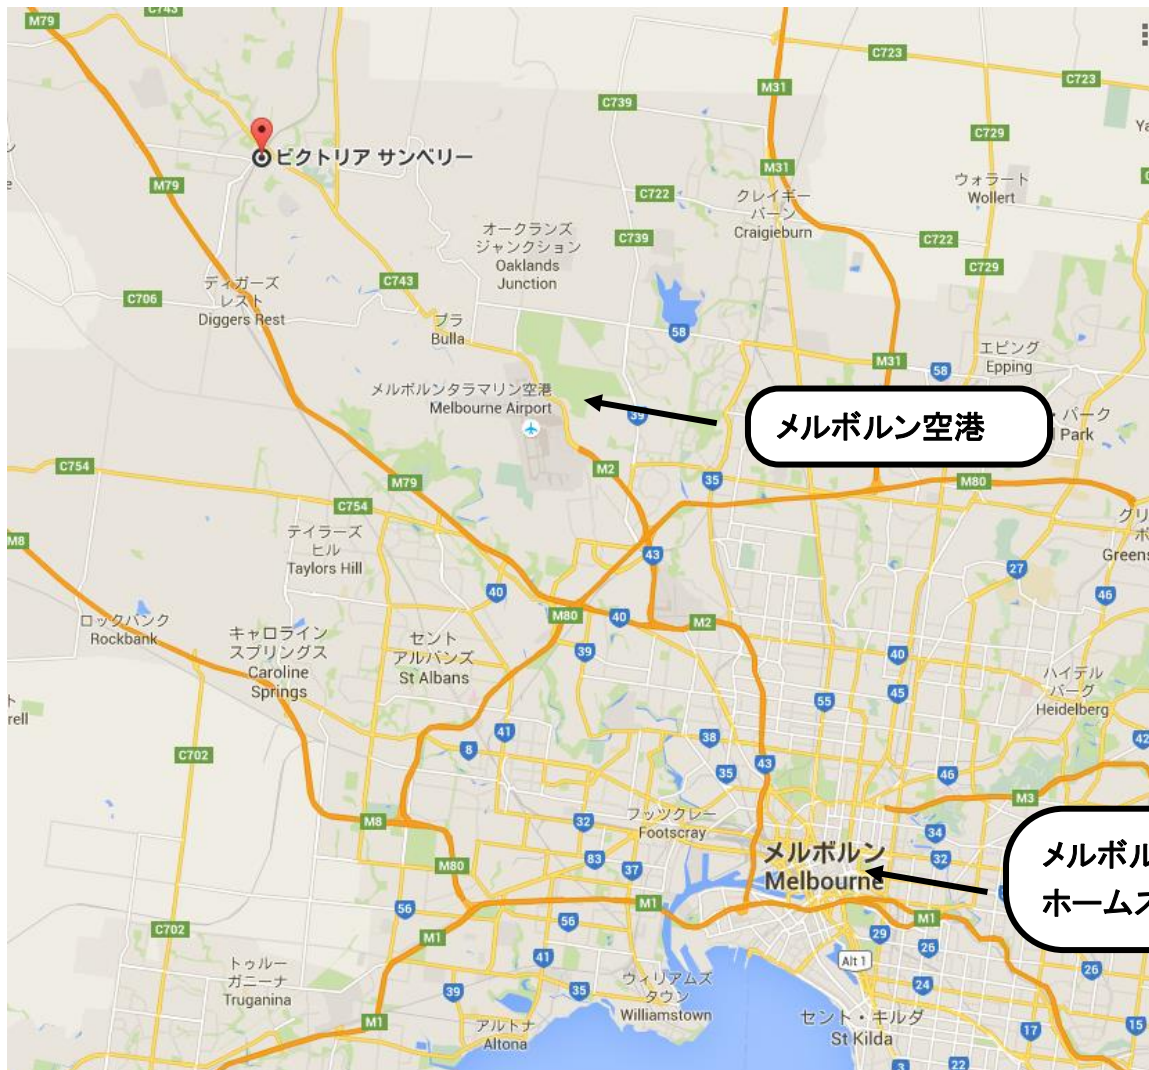 M79
C743
M31
C723
C723
C739
M31
C729
ビクトリア サンベリー
M31
M79
C722
クレイギー
バーン
Craigieburn
ウォラート
Wollert
オークランズ
ジャンクション
Oaklands
Junction
C739
C722
C729
ディガーズ
レスト
Diggers Rest
C706
C743
ブラ
Bulla
58
エピング
Epping
M31
58
メルボルンタラマリン空港
Melbourne Airport
39
メルボルン空港
・パーク
Park
C754
M2
35
M79
M80
C754
テイラーズ
ヒル
Taylors Hill
M8
グリ
Greens
43
27
40
46
ロックバンク
Rockbank
M80
40
M2
キャロライン
スプリングス
Caroline
Springs
セント
アルバンズ
St Albans
39
40
ハイデル
バーグ
Heidelberg
45
55
rell
41
38
42
8
C702
35
43
46
M3
M8
32
フッツクレー
Footscray
34
83
37
メルボルン
Melbourne
32
M80
メルボル
ホームス
56
M1
56
M1
M1
29
26
C702
41
Alt 1
26
トゥルー
ガニーナ
Truganina
39
35
ウィリアムズ
タウン
Williamstown
24
M1
アルトナ
Altona
セント・キルダ
St Kilda
17
15
3
22